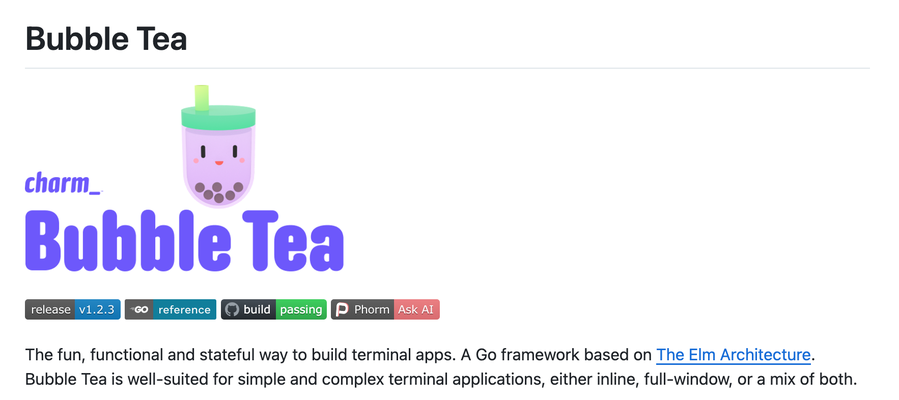 Bubble Tea
charm_
Bubble Tea
release v1.2.3 GO reference build passing Phorm Ask AI
The fun, functional and stateful way to build terminal apps. A Go framework based on The Elm Architecture.
Bubble Tea is well-suited for simple and complex terminal applications, either inline, full-window, or a mix of both.